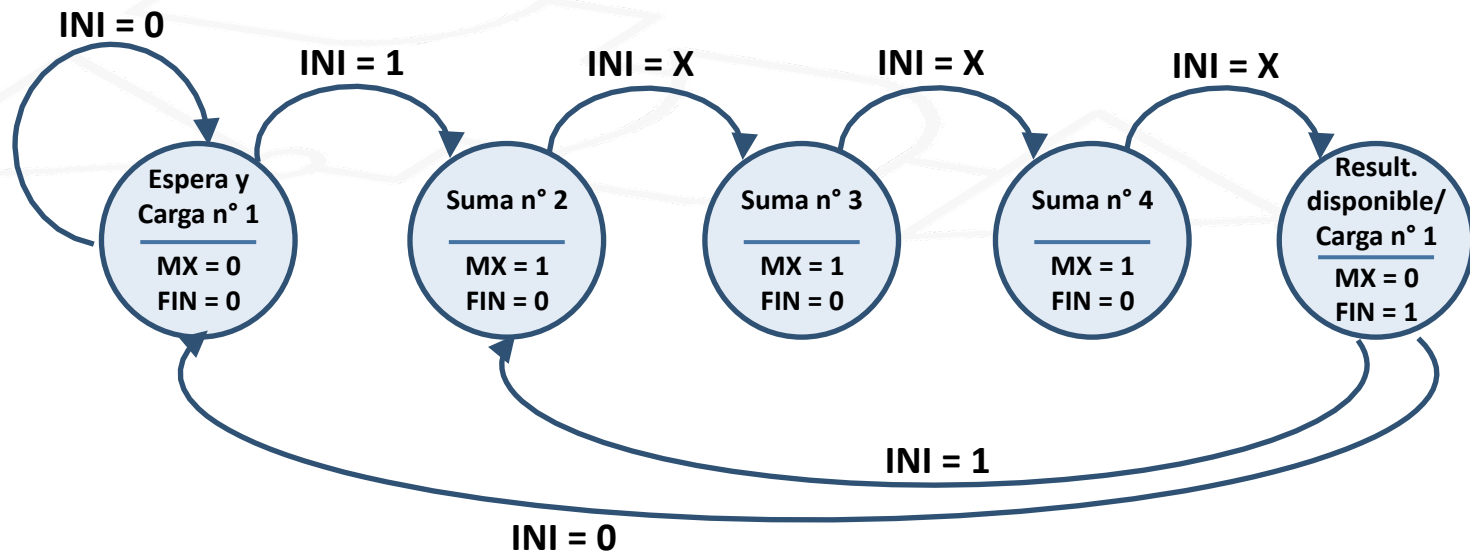 INI = 0
INI = 1
INI = X
INI = X
INI = X
Espera y
Carga n° 1
MX = 0
FIN = 0
Suma n° 2
MX = 1
FIN = 0
Suma n° 3
MX = 1
FIN = 0
Suma n° 4
MX = 1
FIN = 0
Result.
disponible/
Carga n° 1
MX = 0
FIN = 1
INI = 1
INI = 0